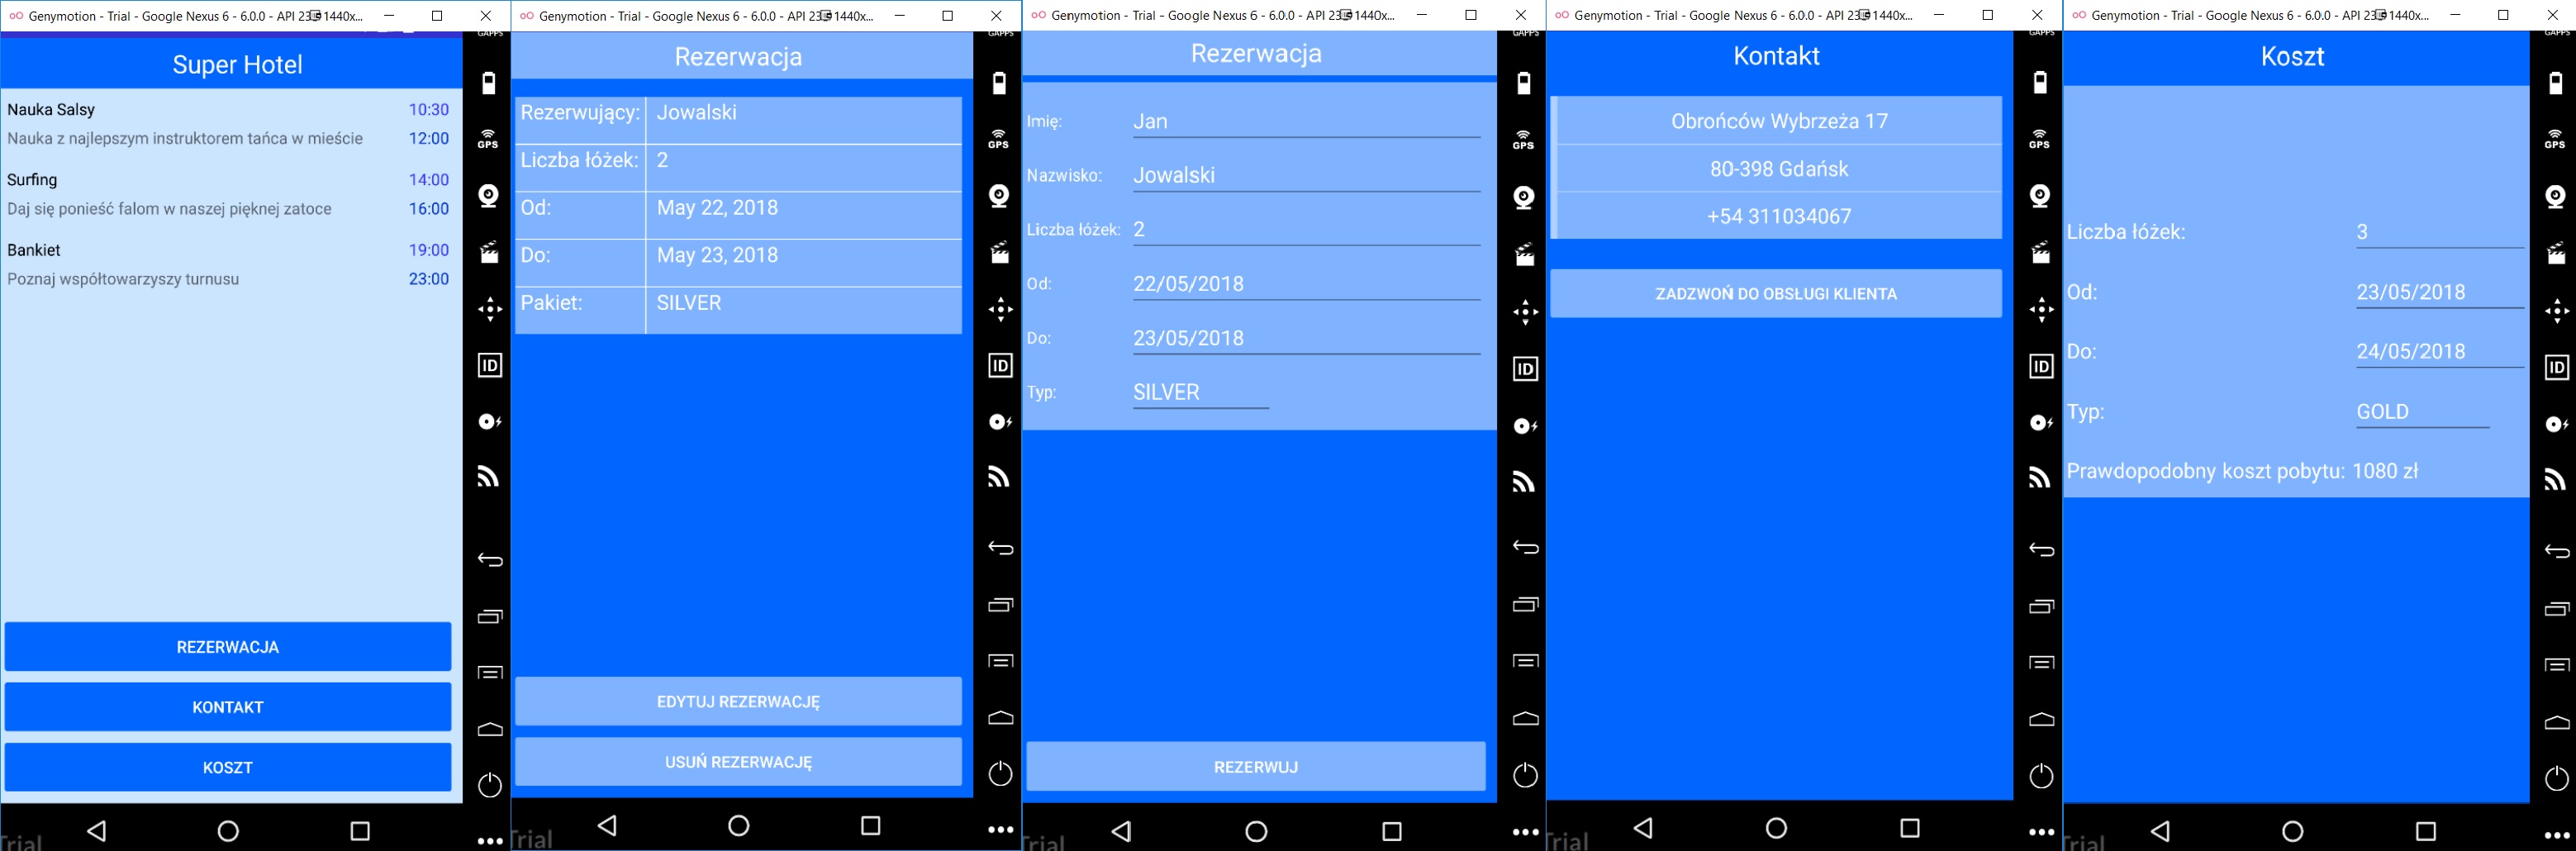 Genymotion - Trial - Google Nexus 6 - 6.0.0 - API 23 - 1440x...
GAPPS
Super Hotel
Nauka Salsy 10:30
Nauka z najlepszym instruktorem tańca w mieście 12:00
Surfing 14:00
Daj się ponieść falom w naszej pięknej zatoce 16:00
Bankiet 19:00
Poznaj współtowarzyszy turnusu 23:00
REZERWACJA
KONTAKT
KOSZT
GPS
ID
Trial
Genymotion - Trial - Google Nexus 6 - 6.0.0 - API 23 - 1440x...
GAPPS
Rezerwacja
Rezerwujący: Jowalski
Liczba łóżek: 2
Od: May 22, 2018
Do: May 23, 2018
Pakiet: SILVER
EDYTUJ REZERWACJĘ
USUŃ REZERWACJĘ
GPS
ID
Trial
Genymotion - Trial - Google Nexus 6 - 6.0.0 - API 23 - 1440x...
GAPPS
Rezerwacja
Imię: Jan
Nazwisko: Jowalski
Liczba łóżek: 2
Od: 22/05/2018
Do: 23/05/2018
Typ: SILVER
REZERWUJ
GPS
ID
Trial
Genymotion - Trial - Google Nexus 6 - 6.0.0 - API 23 - 1440x...
GAPPS
Kontakt
Obrońców Wybrzeża 17
80-398 Gdańsk
+54 311034067
ZADZWOŃ DO OBSŁUGI KLIENTA
GPS
ID
Trial
Genymotion - Trial - Google Nexus 6 - 6.0.0 - API 23 - 1440x...
GAPPS
Koszt
Liczba łóżek: 3
Od: 23/05/2018
Do: 24/05/2018
Typ: GOLD
Prawdopodobny koszt pobytu: 1080 zł
GPS
ID
Trial